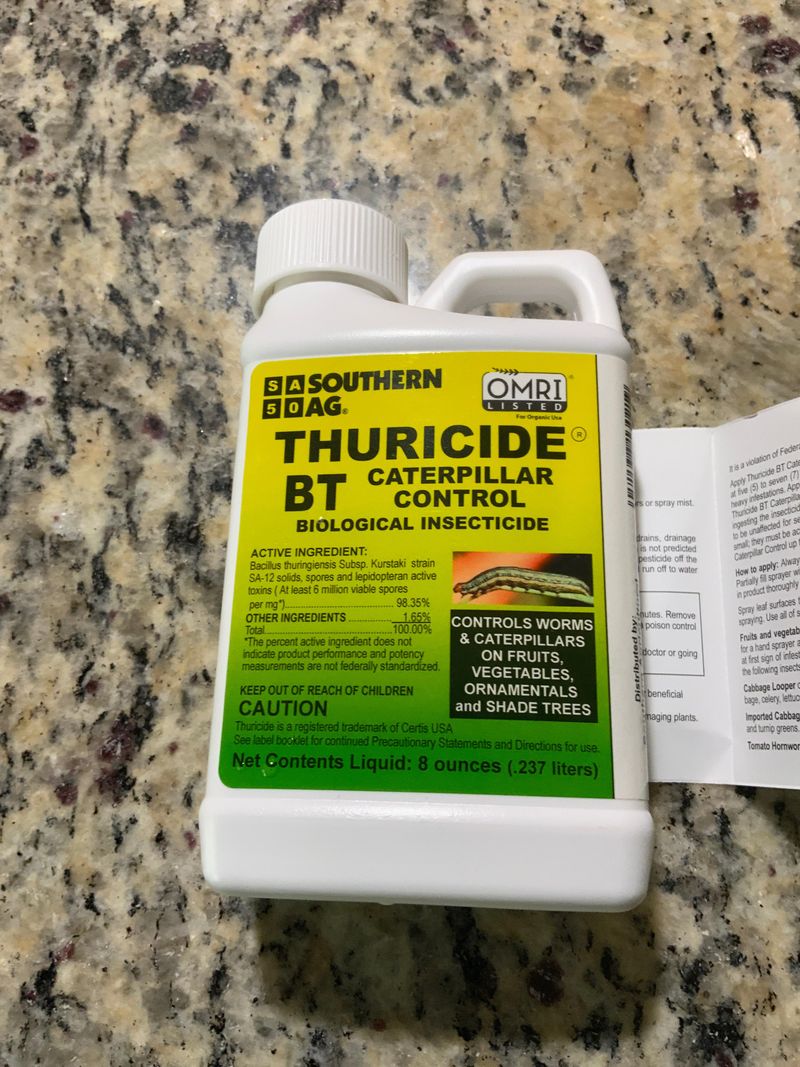 SA SOUTHERN
50 AG®
OMRI®
LISTED
For Organic Use
THURICIDE®
BT CATERPILLAR
CONTROL
BIOLOGICAL INSECTICIDE
ACTIVE INGREDIENT:
Bacillus thuringiensis Subsp. Kurstaki strain
SA-12 solids, spores and lepidopteran active
toxins ( At least 6 million viable spores
per mg*)........................ 98.35%
OTHER INGREDIENTS ............ 1.65%
Total........................100.00%
*The percent active ingredient does not
indicate product performance and potency
measurements are not federally standardized.
KEEP OUT OF REACH OF CHILDREN
CAUTION
CONTROLS WORMS
& CATERPILLARS
ON FRUITS,
VEGETABLES,
ORNAMENTALS
and SHADE TREES
Thuricide is a registered trademark of Certis USA
See label booklet for continued Precautionary Statements and Directions for use.
Net Contents Liquid: 8 ounces (.237 liters)
Distributed by:
rs or spray mist.
drains, drainage
is not predicted
pesticide off the
run off to water
nutes. Remove
poison control
doctor or going
beneficial
maging plants.
It is a violation of Federa
Apply Thuricide BT Cate
at five (5) to seven (7)
heavy infestations. App
Thuricide BT Caterpilla
ingesting the insecticid
to be unaffected for se
small; they must be ac
Caterpillar Control up t
How to apply: Alway
Partially fill sprayer wi
in product thoroughly
Spray leaf surfaces t
spraying. Use all of s
Fruits and vegetab
for a hand sprayer a
at first sign of infes
the following insect
Cabbage Looper o
bage, celery, lettuc
Imported Cabbag
and turnip greens.
Tomato Hornwor